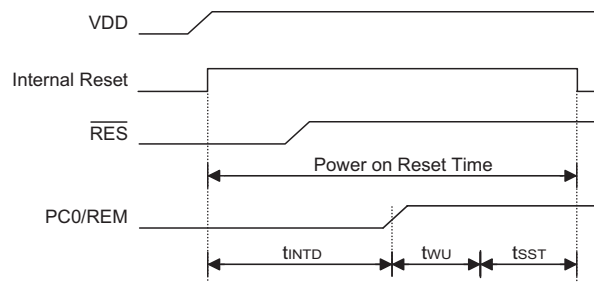 VDD
Internal Reset
RES
Power on Reset Time
PC0/REM
tINTD tWU tSST